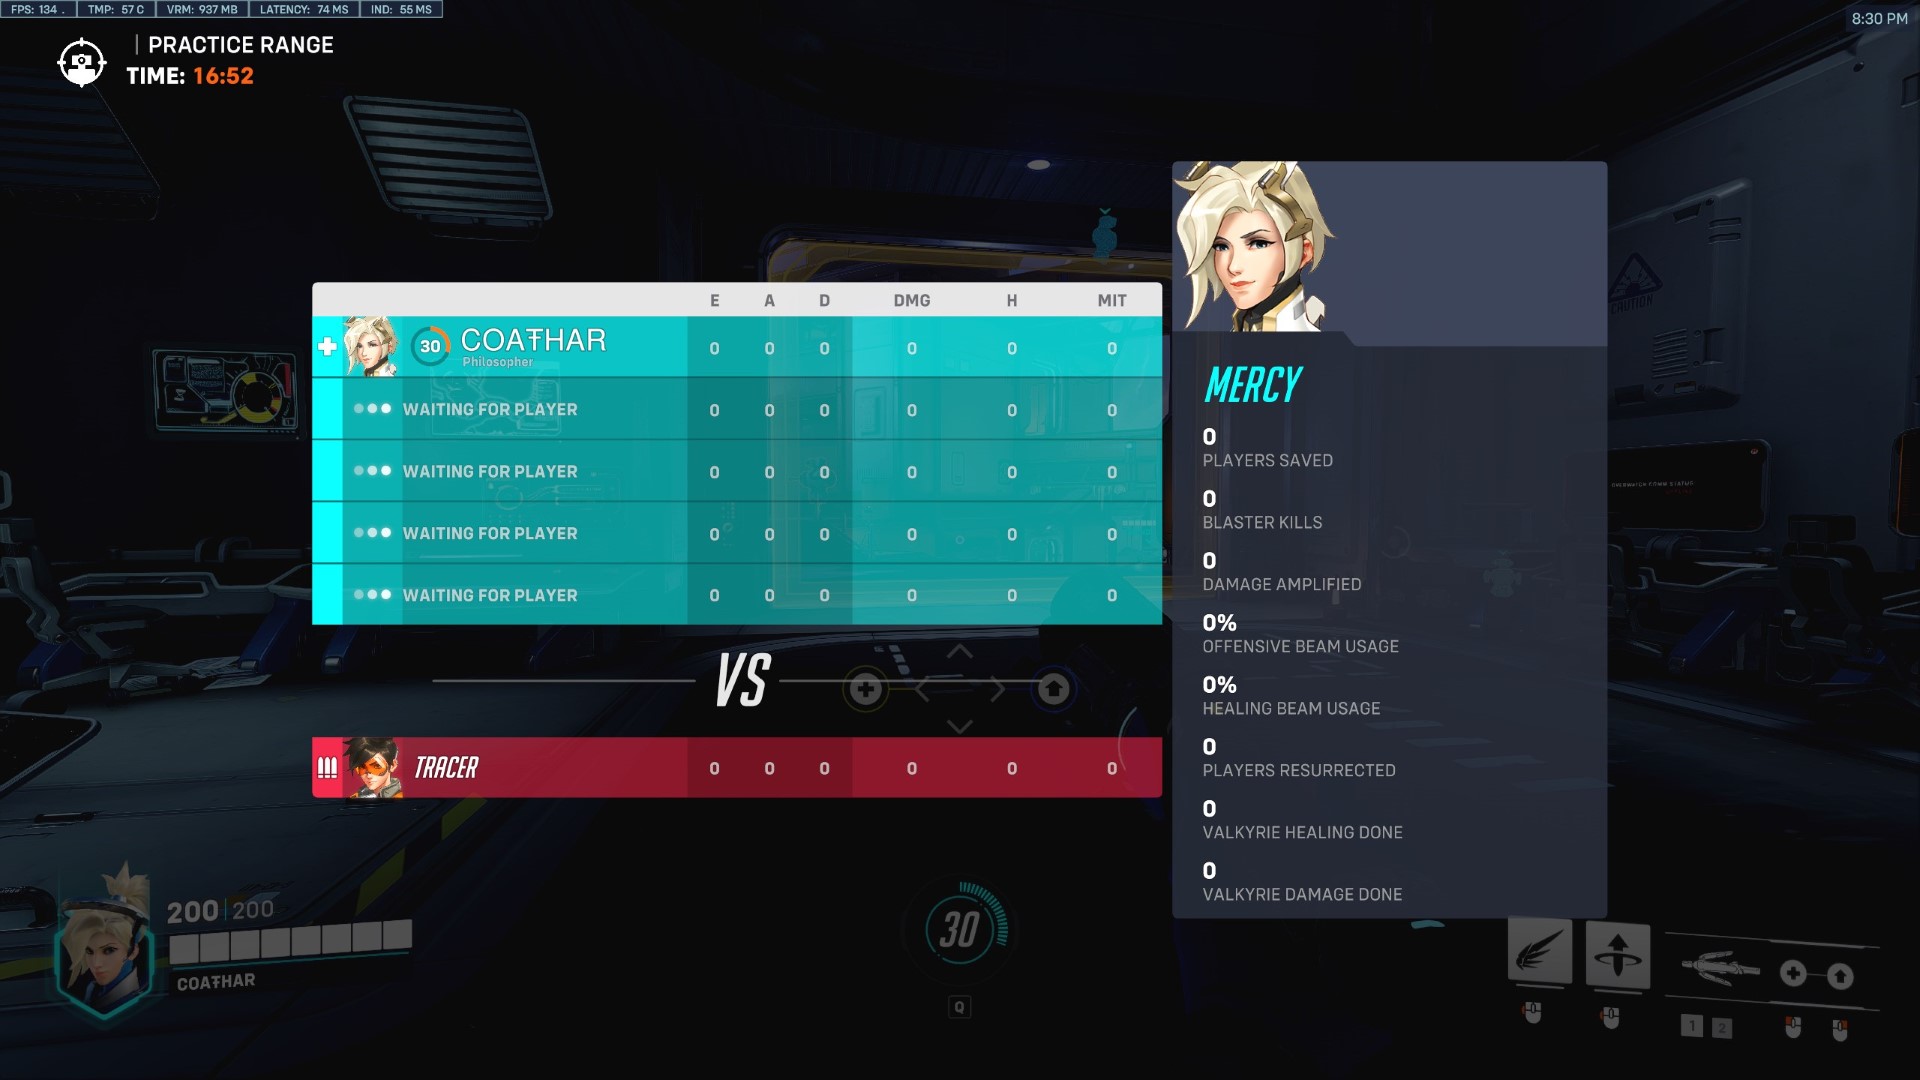 FPS: 134 . TMP: 57 C VRM: 937 MB LATENCY: 74 MS IND: 55 MS
8:30 PM
| PRACTICE RANGE
TIME: 16:52
E A D DMG H MIT
30 COAŦHAR 0 0 0 0 0 0
Philosopher
WAITING FOR PLAYER 0 0 0 0 0 0
WAITING FOR PLAYER 0 0 0 0 0 0
WAITING FOR PLAYER 0 0 0 0 0 0
WAITING FOR PLAYER 0 0 0 0 0 0
VS
TRACER 0 0 0 0 0 0
MERCY
0
PLAYERS SAVED
0
BLASTER KILLS
0
DAMAGE AMPLIFIED
0%
OFFENSIVE BEAM USAGE
0%
HEALING BEAM USAGE
0
PLAYERS RESURRECTED
0
VALKYRIE HEALING DONE
0
VALKYRIE DAMAGE DONE
CAUTION
200 | 200
COAŦHAR
30
Q
1 2